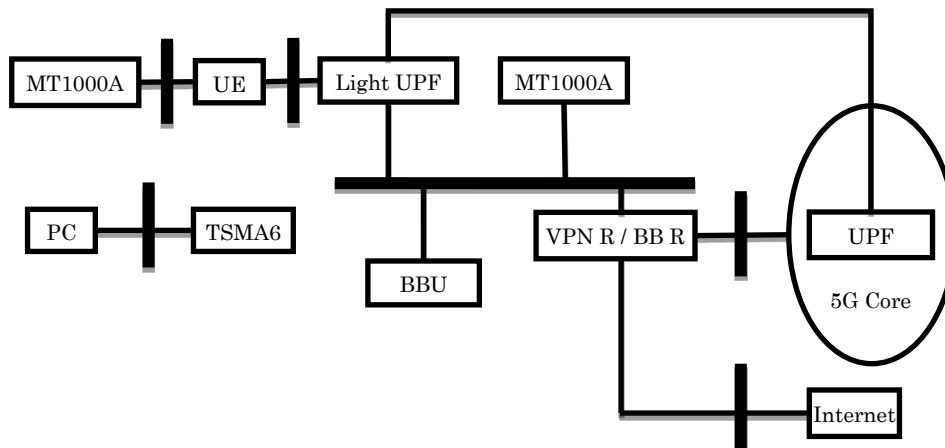 MT1000A
UE
Light UPF
MT1000A
PC
TSMA6
VPN R / BB R
UPF
BBU
5G Core
Internet